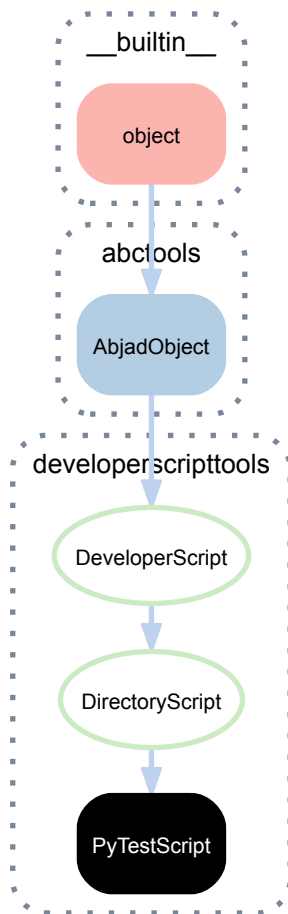 __builtin__
object
abctools
AbjadObject
developerscripttools
DeveloperScript
DirectoryScript
PyTestScript